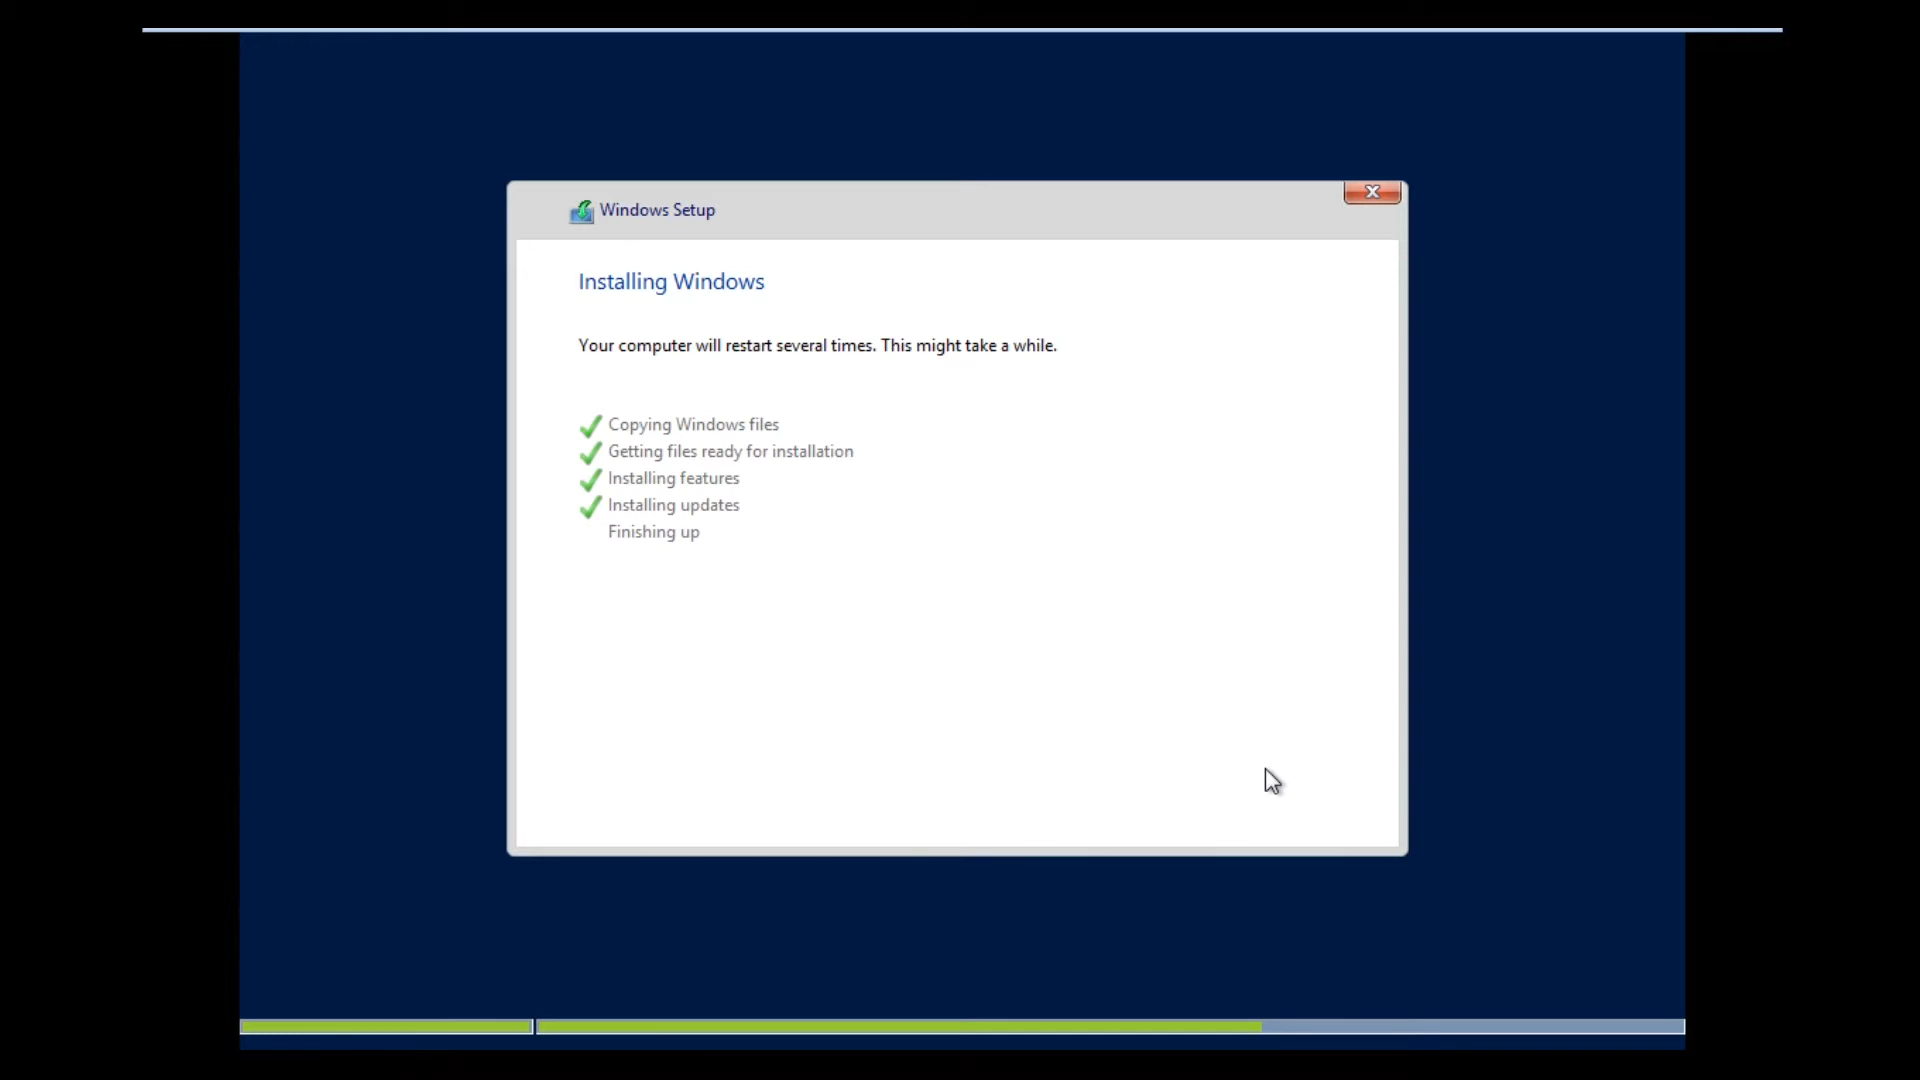 Windows Setup
Installing Windows
Your computer will restart several times. This might take a while.
Copying Windows files
Getting files ready for installation
Installing features
Installing updates
Finishing up